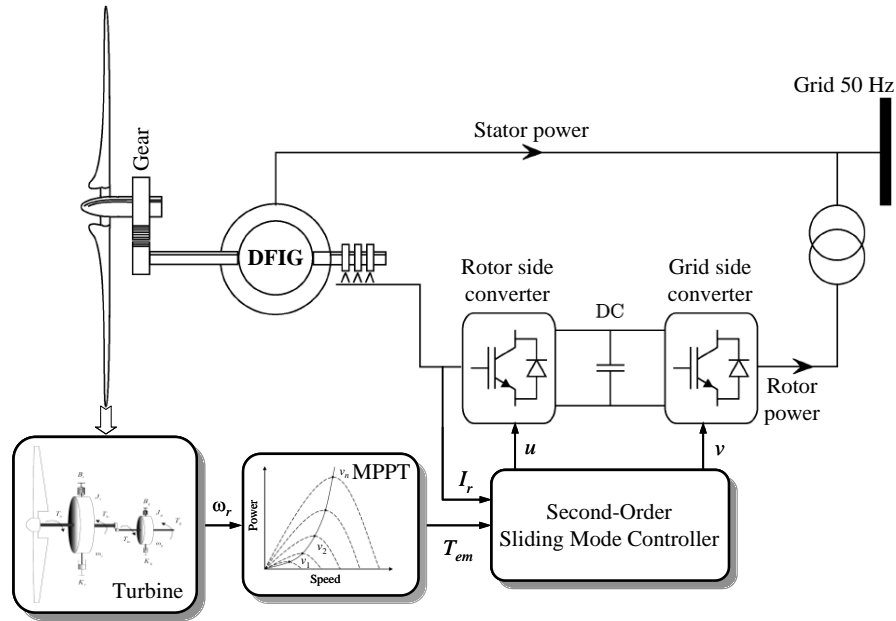 Grid 50 Hz
Stator power
Gear
DFIG
Rotor side
converter
Grid side
converter
DC
Rotor
power
u
v
I_r
T_em
ω_r
MPPT
v_n
v_2
v_1
Power
Speed
Second-Order
Sliding Mode Controller
Turbine